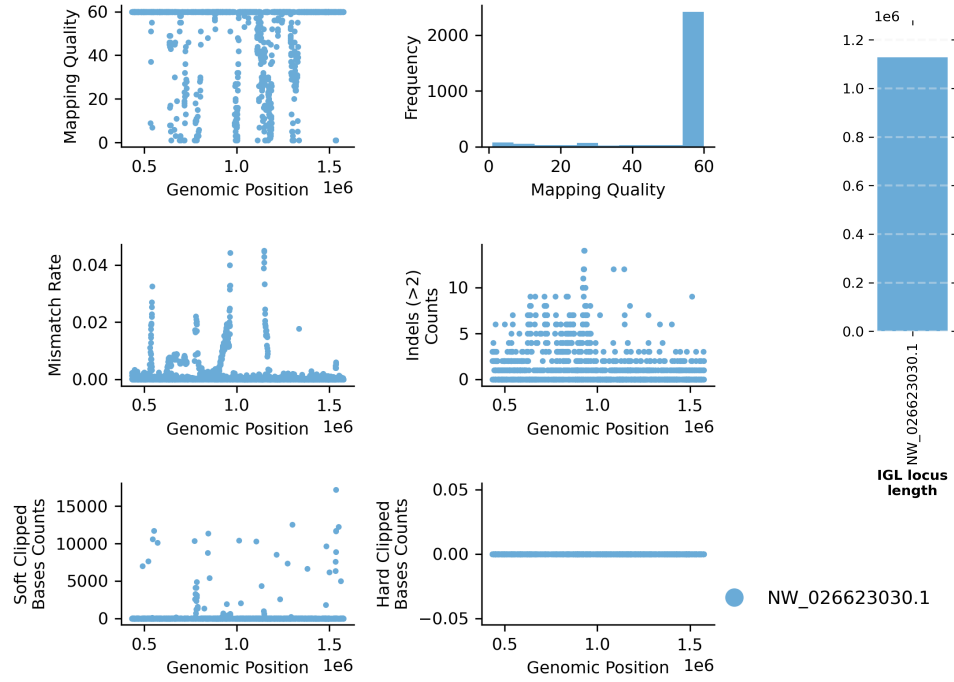 Mapping Quality
60
40
20
0
0.5
1.0
1.5
Genomic Position
1e6
Frequency
2000
1000
0
0
20
40
60
Mapping Quality
1e6
1.2
1.0
0.8
0.6
0.4
0.2
0.0
NW_026623030.1
IGL locus
length
Mismatch Rate
0.04
0.02
0.00
0.5
1.0
1.5
Genomic Position
1e6
Indels (>2)
Counts
10
5
0
0.5
1.0
1.5
Genomic Position
1e6
Soft Clipped
Bases Counts
15000
10000
5000
0
0.5
1.0
1.5
Genomic Position
1e6
Hard Clipped
Bases Counts
0.05
0.00
−0.05
0.5
1.0
1.5
Genomic Position
1e6
NW_026623030.1